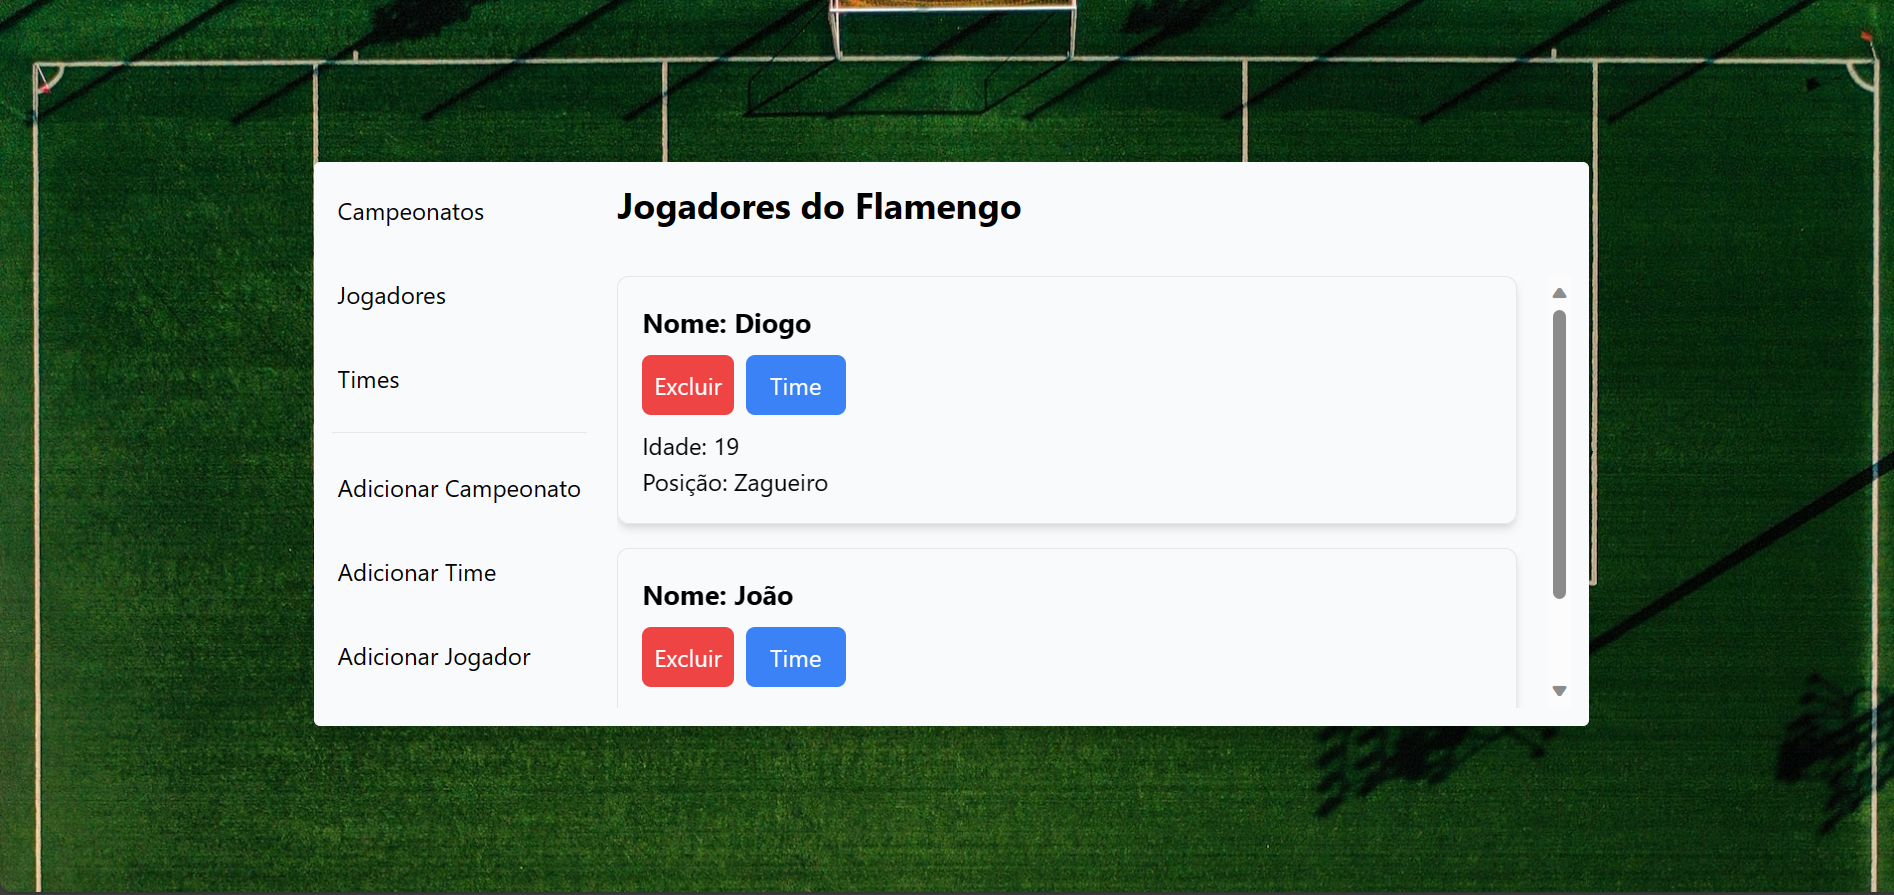 Campeonatos
Jogadores
Times
Adicionar Campeonato
Adicionar Time
Adicionar Jogador
Jogadores do Flamengo
Nome: Diogo
Excluir Time
Idade: 19
Posição: Zagueiro
Nome: João
Excluir Time